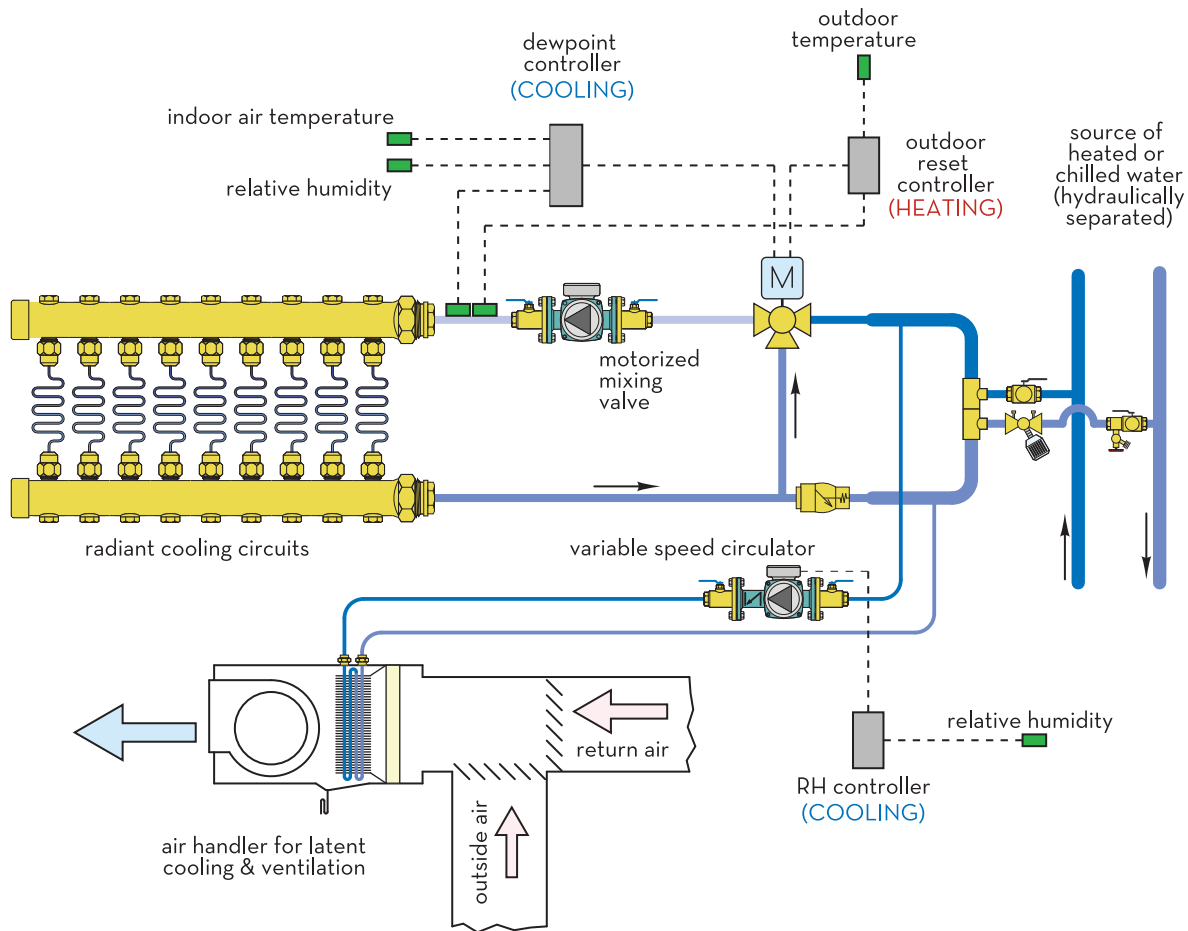 outdoor
temperature
dewpoint
controller
(COOLING)
indoor air temperature
relative humidity
outdoor
reset
controller
(HEATING)
source of
heated or
chilled water
(hydraulically
separated)
M
motorized
mixing
valve
radiant cooling circuits
variable speed circulator
return air
relative humidity
RH controller
(COOLING)
outside air
air handler for latent
cooling & ventilation